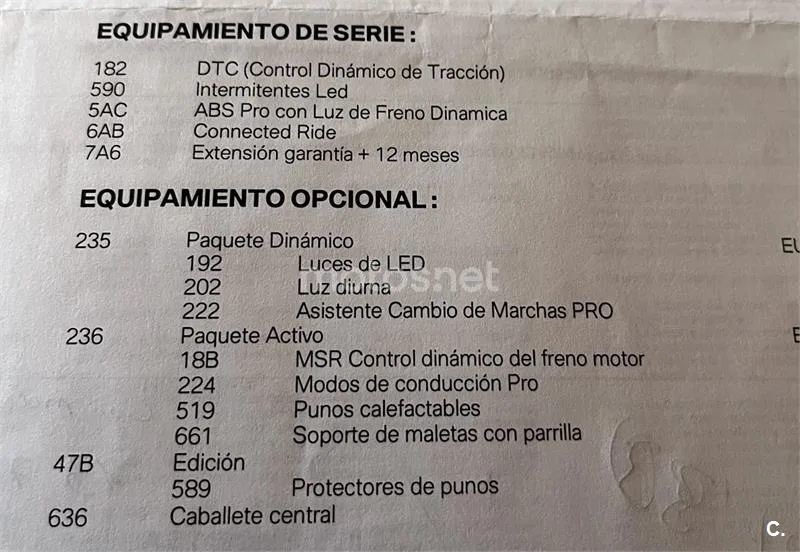 EQUIPAMIENTO DE SERIE :
182 DTC (Control Dinámico de Tracción)
590 Intermitentes Led
5AC ABS Pro con Luz de Freno Dinamica
6AB Connected Ride
7A6 Extensión garantía + 12 meses
EQUIPAMIENTO OPCIONAL :
235 Paquete Dinámico
192 Luces de LED
motos.net
202 Luz diurna
222 Asistente Cambio de Marchas PRO
236 Paquete Activo
18B MSR Control dinámico del freno motor
224 Modos de conducción Pro
519 Punos calefactables
661 Soporte de maletas con parrilla
47B Edición
589 Protectores de punos
636 Caballete central
C.